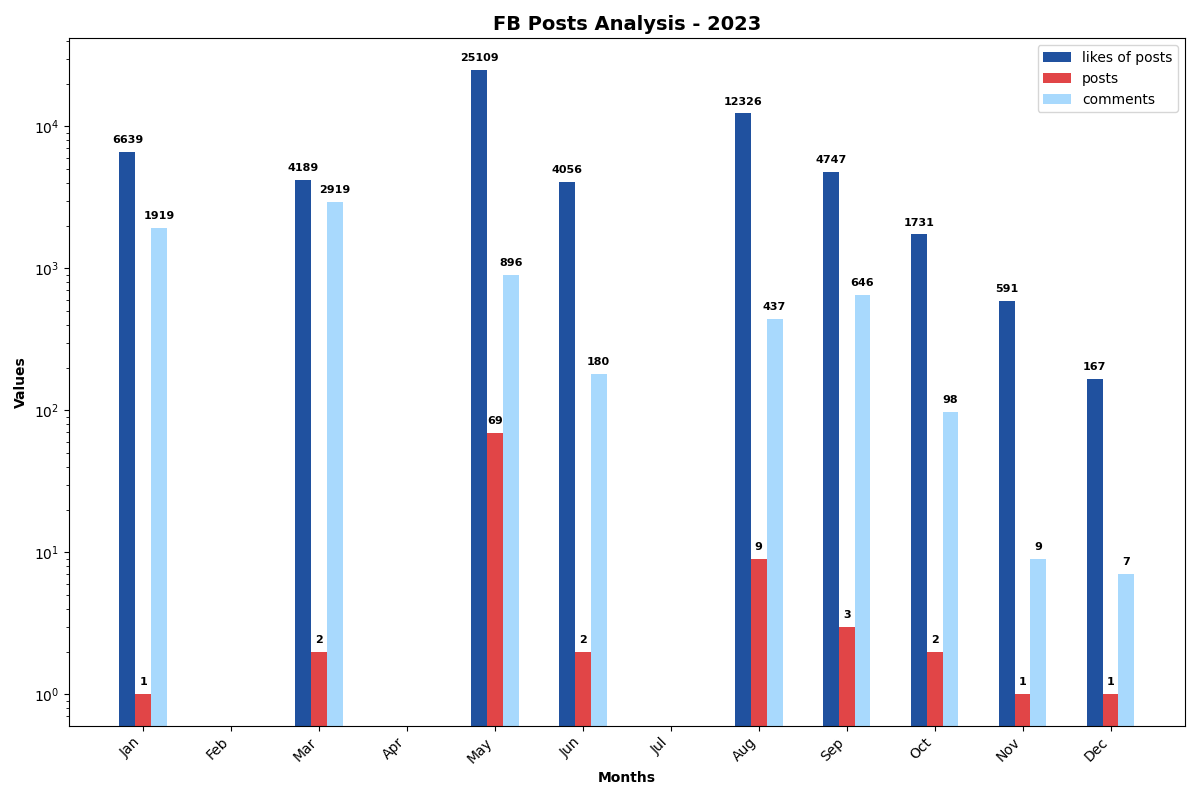 FB Posts Analysis - 2023
likes of posts
posts
comments
Values
10^4
10^3
10^2
10^1
10^0
6639
1
1919
4189
2
2919
25109
69
896
4056
2
180
12326
9
437
4747
3
646
1731
2
98
591
1
9
167
1
7
Jan
Feb
Mar
Apr
May
Jun
Jul
Aug
Sep
Oct
Nov
Dec
Months